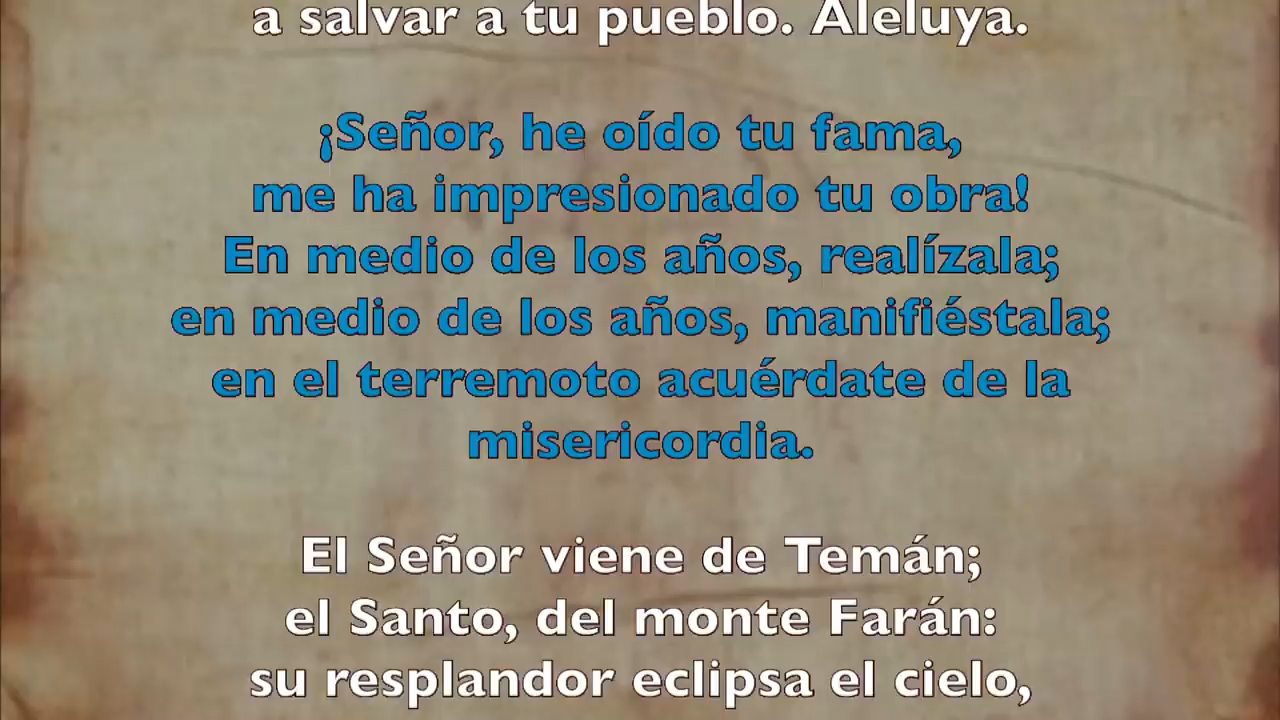 a salvar a tu pueblo. Aleluya.
¡Señor, he oído tu fama,
me ha impresionado tu obra!
En medio de los años, realízala;
en medio de los años, manifiéstala;
en el terremoto acuérdate de la
misericordia.
El Señor viene de Temán;
el Santo, del monte Farán:
su resplandor eclipsa el cielo,